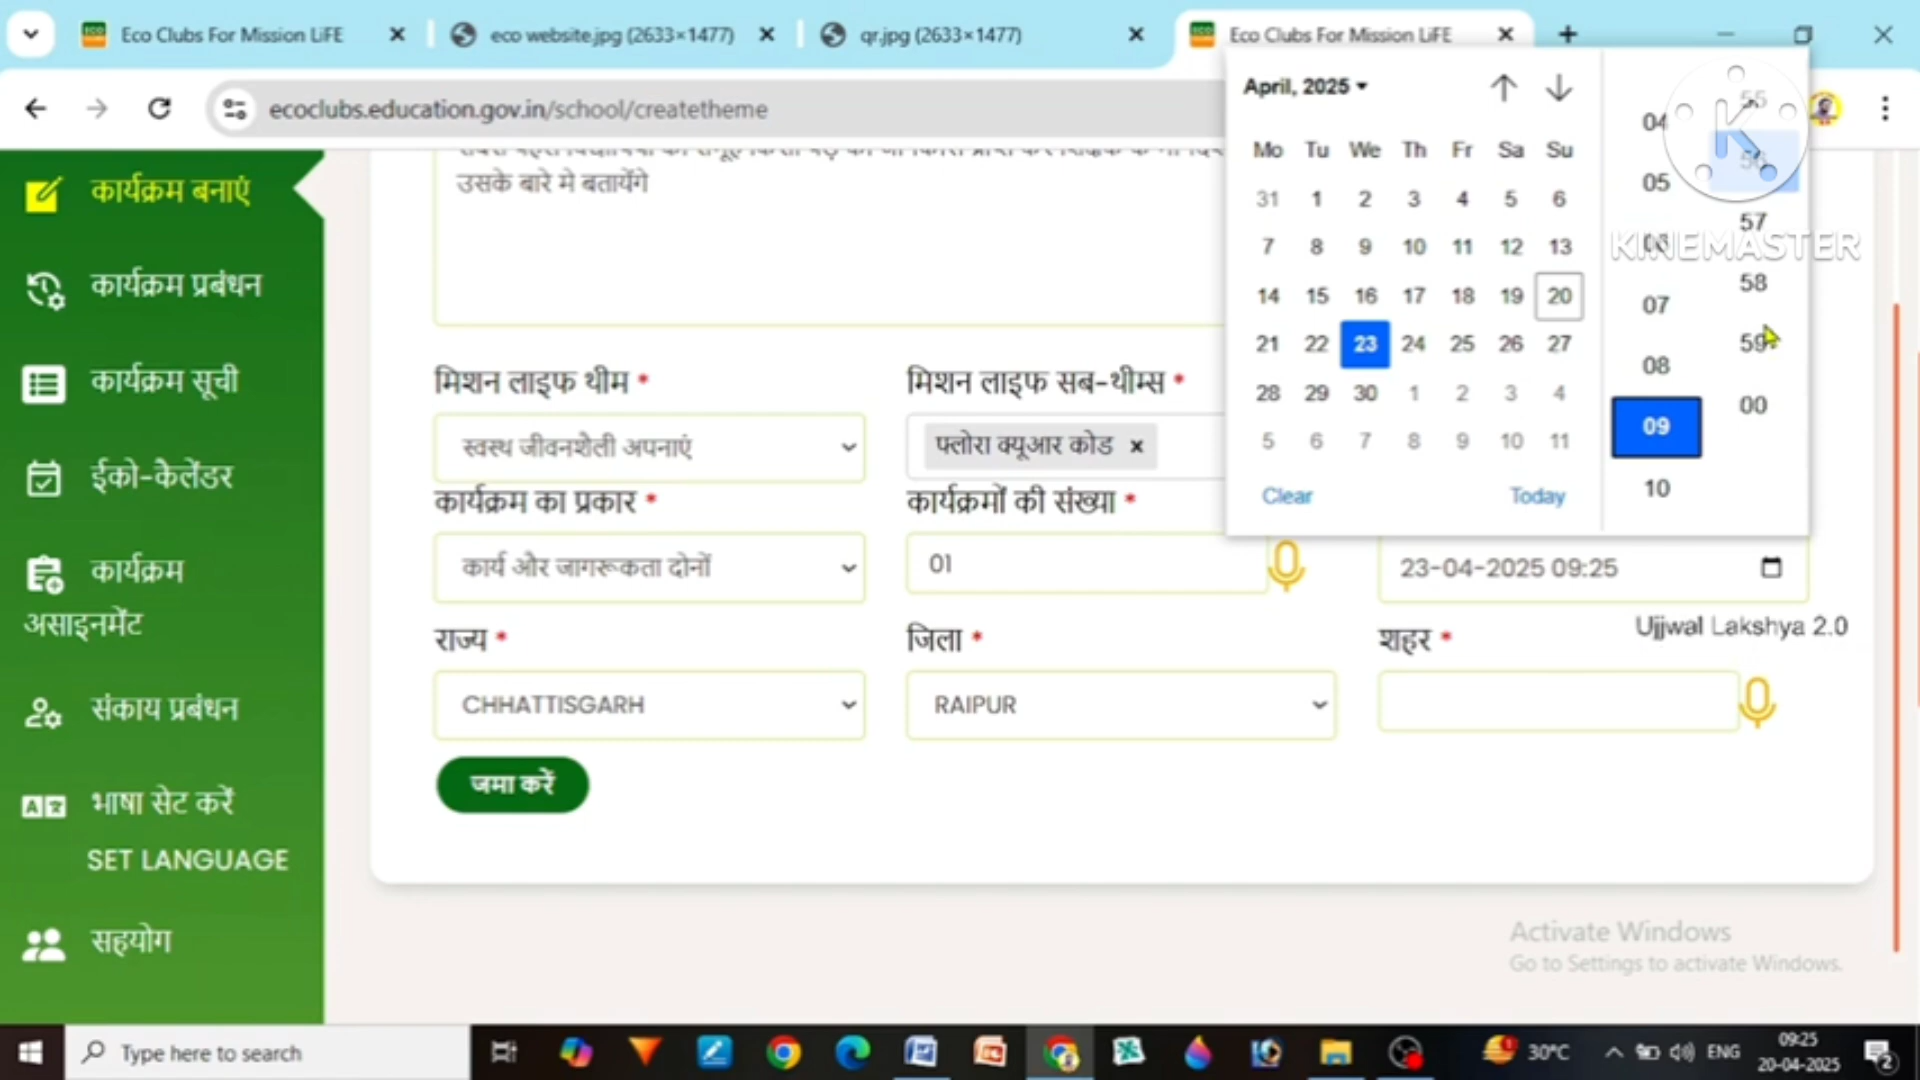 Eco Clubs For Mission LiFE
eco website.jpg (2633×1477)
qr.jpg (2633×1477)
Eco Clubs For Mission LiFE
ecoclubs.education.gov.in/school/createtheme
कार्यक्रम बनाएं
कार्यक्रम प्रबंधन
कार्यक्रम सूची
ईको-कैलेंडर
कार्यक्रम
असाइनमेंट
संकाय प्रबंधन
भाषा सेट करें
SET LANGUAGE
सहयोग
उसके बारे मे बतायेंगे
मिशन लाइफ थीम *
मिशन लाइफ सब-थीम्स *
स्वस्थ जीवनशैली अपनाएं
फ्लोरा क्यूआर कोड ×
कार्यक्रम का प्रकार *
कार्यक्रमों की संख्या *
कार्य और जागरूकता दोनों
01
23-04-2025 09:25
राज्य *
जिला *
शहर *
Ujjwal Lakshya 2.0
CHHATTISGARH
RAIPUR
जमा करें
April, 2025
Mo Tu We Th Fr Sa Su
31 1 2 3 4 5 6
7 8 9 10 11 12 13
14 15 16 17 18 19 20
21 22 23 24 25 26 27
28 29 30 1 2 3 4
5 6 7 8 9 10 11
Clear
Today
04 55
05 56
06 57
07 58
08 59
09 00
10
KINEMASTER
Activate Windows
Go to Settings to activate Windows.
Type here to search
30°C
ENG
09:25
20-04-2025
2